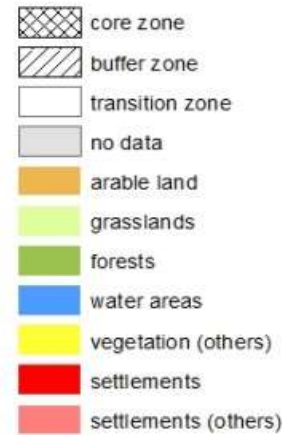 core zone
buffer zone
transition zone
no data
arable land
grasslands
forests
water areas
vegetation (others)
settlements
settlements (others)